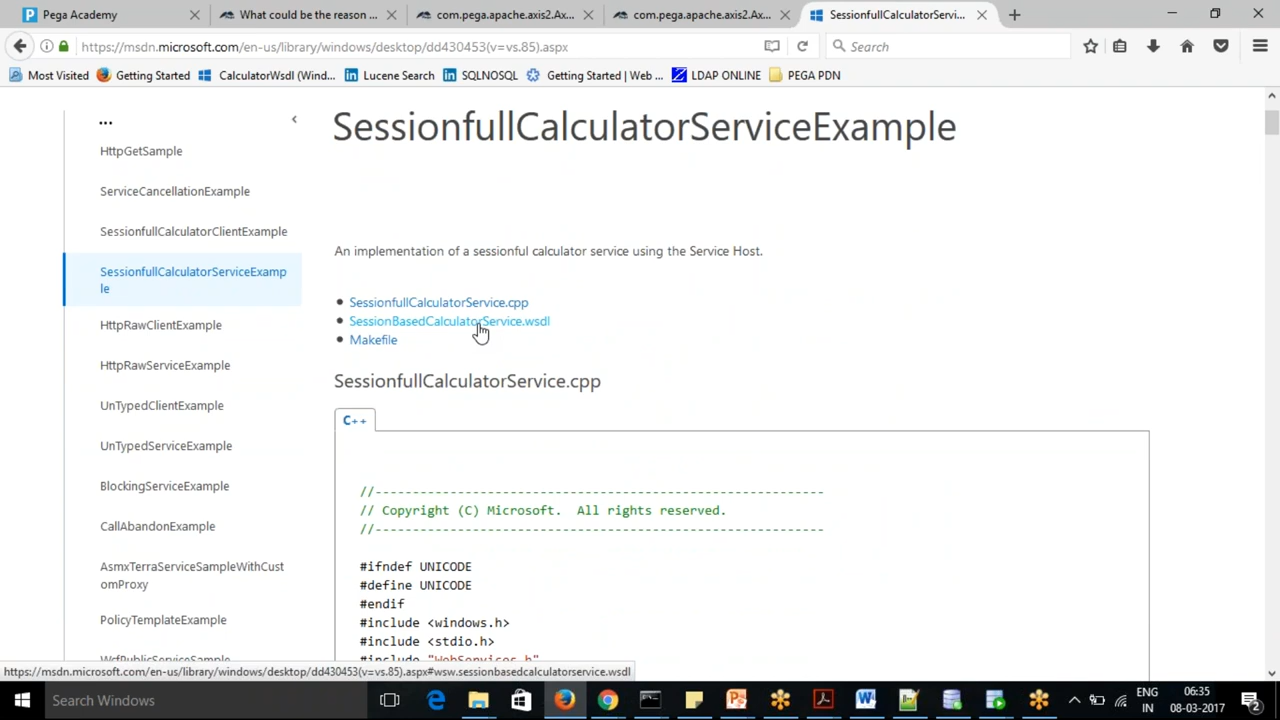 Pega Academy
What could be the reason ...
com.pega.apache.axis2.Ax...
com.pega.apache.axis2.Ax...
SessionfullCalculatorServi...
https://msdn.microsoft.com/en-us/library/windows/desktop/dd430453(v=vs.85).aspx
Search
Most Visited
Getting Started
CalculatorWsdl (Wind...
Lucene Search
SQLNOSQL
Getting Started | Web ...
LDAP ONLINE
PEGA PDN
...
HttpGetSample
ServiceCancellationExample
SessionfullCalculatorClientExample
SessionfullCalculatorServiceExamp
le
HttpRawClientExample
HttpRawServiceExample
UnTypedClientExample
UnTypedServiceExample
BlockingServiceExample
CallAbandonExample
AsmxTerraServiceSampleWithCust
omProxy
PolicyTemplateExample
WcfPublicServiceSample
SessionfullCalculatorServiceExample
An implementation of a sessionful calculator service using the Service Host.
SessionfullCalculatorService.cpp
SessionBasedCalculatorService.wsdl
Makefile
SessionfullCalculatorService.cpp
C++
//------------------------------------------------------------
// Copyright (C) Microsoft.  All rights reserved.
//------------------------------------------------------------
#ifndef UNICODE
#define UNICODE
#endif
#include <windows.h>
#include <stdio.h>
#include "WebServices.h"
https://msdn.microsoft.com/en-us/library/windows/desktop/dd430453(v=vs.85).aspx#wsw.sessionbasedcalculatorservice.wsdl
Search Windows
ENG
IN
06:35
08-03-2017
2